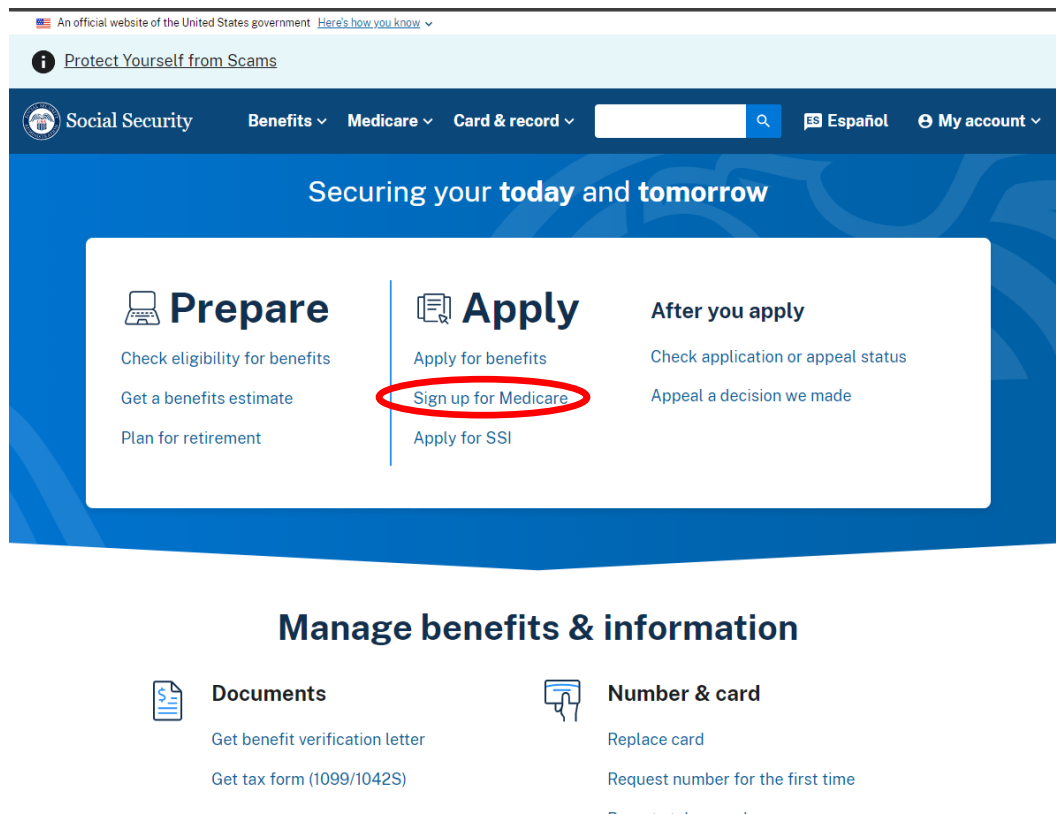 An official website of the United States government Here's how you know
Protect Yourself from Scams
Social Security Benefits Medicare Card & record ES Español My account
Securing your today and tomorrow
Prepare
Check eligibility for benefits
Get a benefits estimate
Plan for retirement
Apply
Apply for benefits
Sign up for Medicare
Apply for SSI
After you apply
Check application or appeal status
Appeal a decision we made
Manage benefits & information
Documents
Get benefit verification letter
Get tax form (1099/1042S)
Number & card
Replace card
Request number for the first time